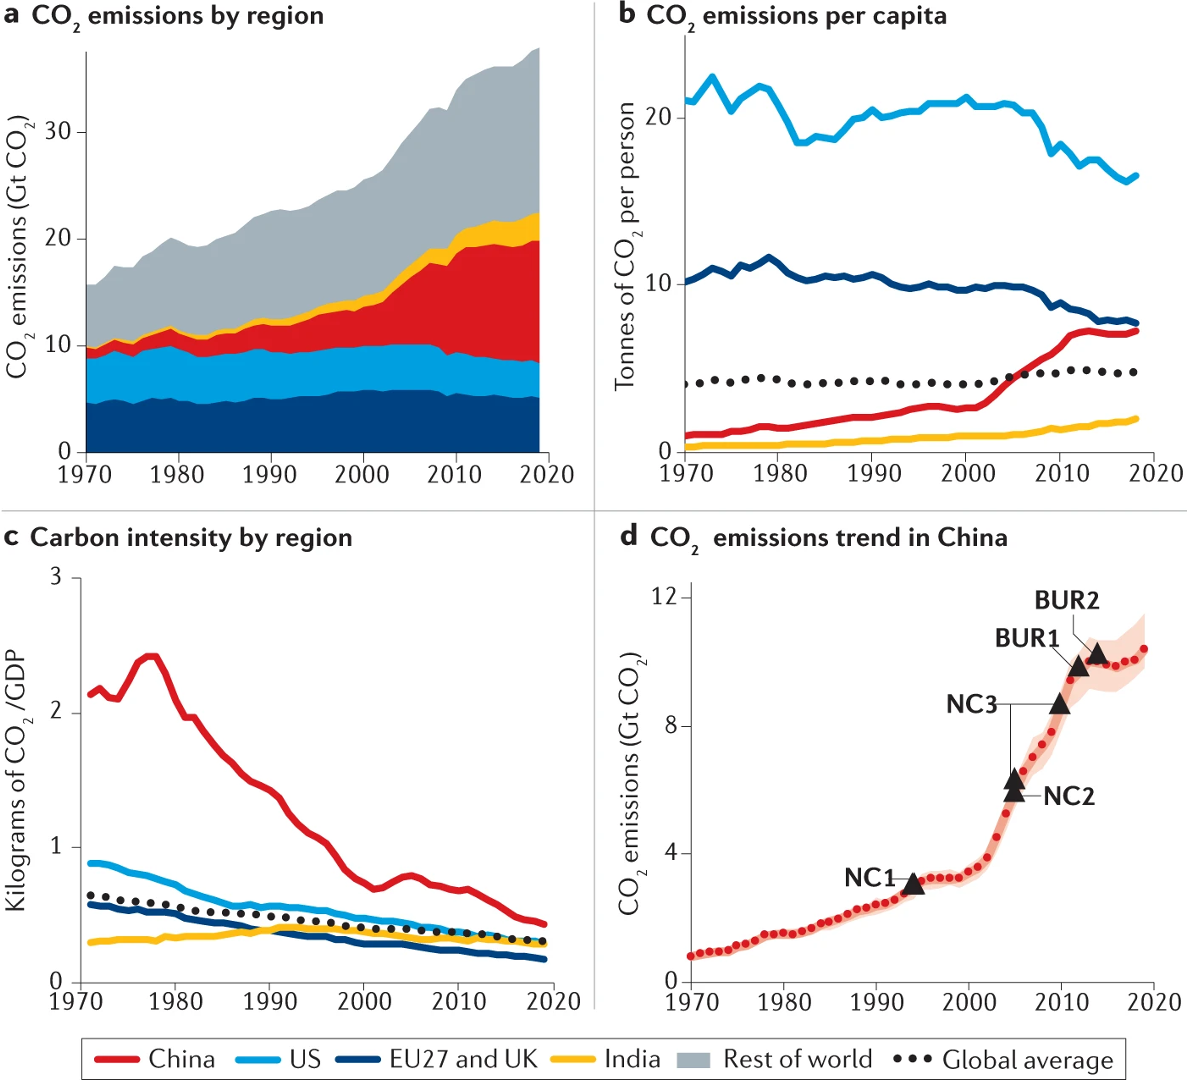 a CO2 emissions by region
CO2 emissions (Gt CO2)
30
20
10
0
1970 1980 1990 2000 2010 2020
b CO2 emissions per capita
Tonnes of CO2 per person
20
10
0
1970 1980 1990 2000 2010 2020
c Carbon intensity by region
Kilograms of CO2 /GDP
3
2
1
0
1970 1980 1990 2000 2010 2020
d CO2 emissions trend in China
CO2 emissions (Gt CO2)
12
8
4
0
BUR2
BUR1
NC3
NC2
NC1
1970 1980 1990 2000 2010 2020
China US EU27 and UK India Rest of world Global average